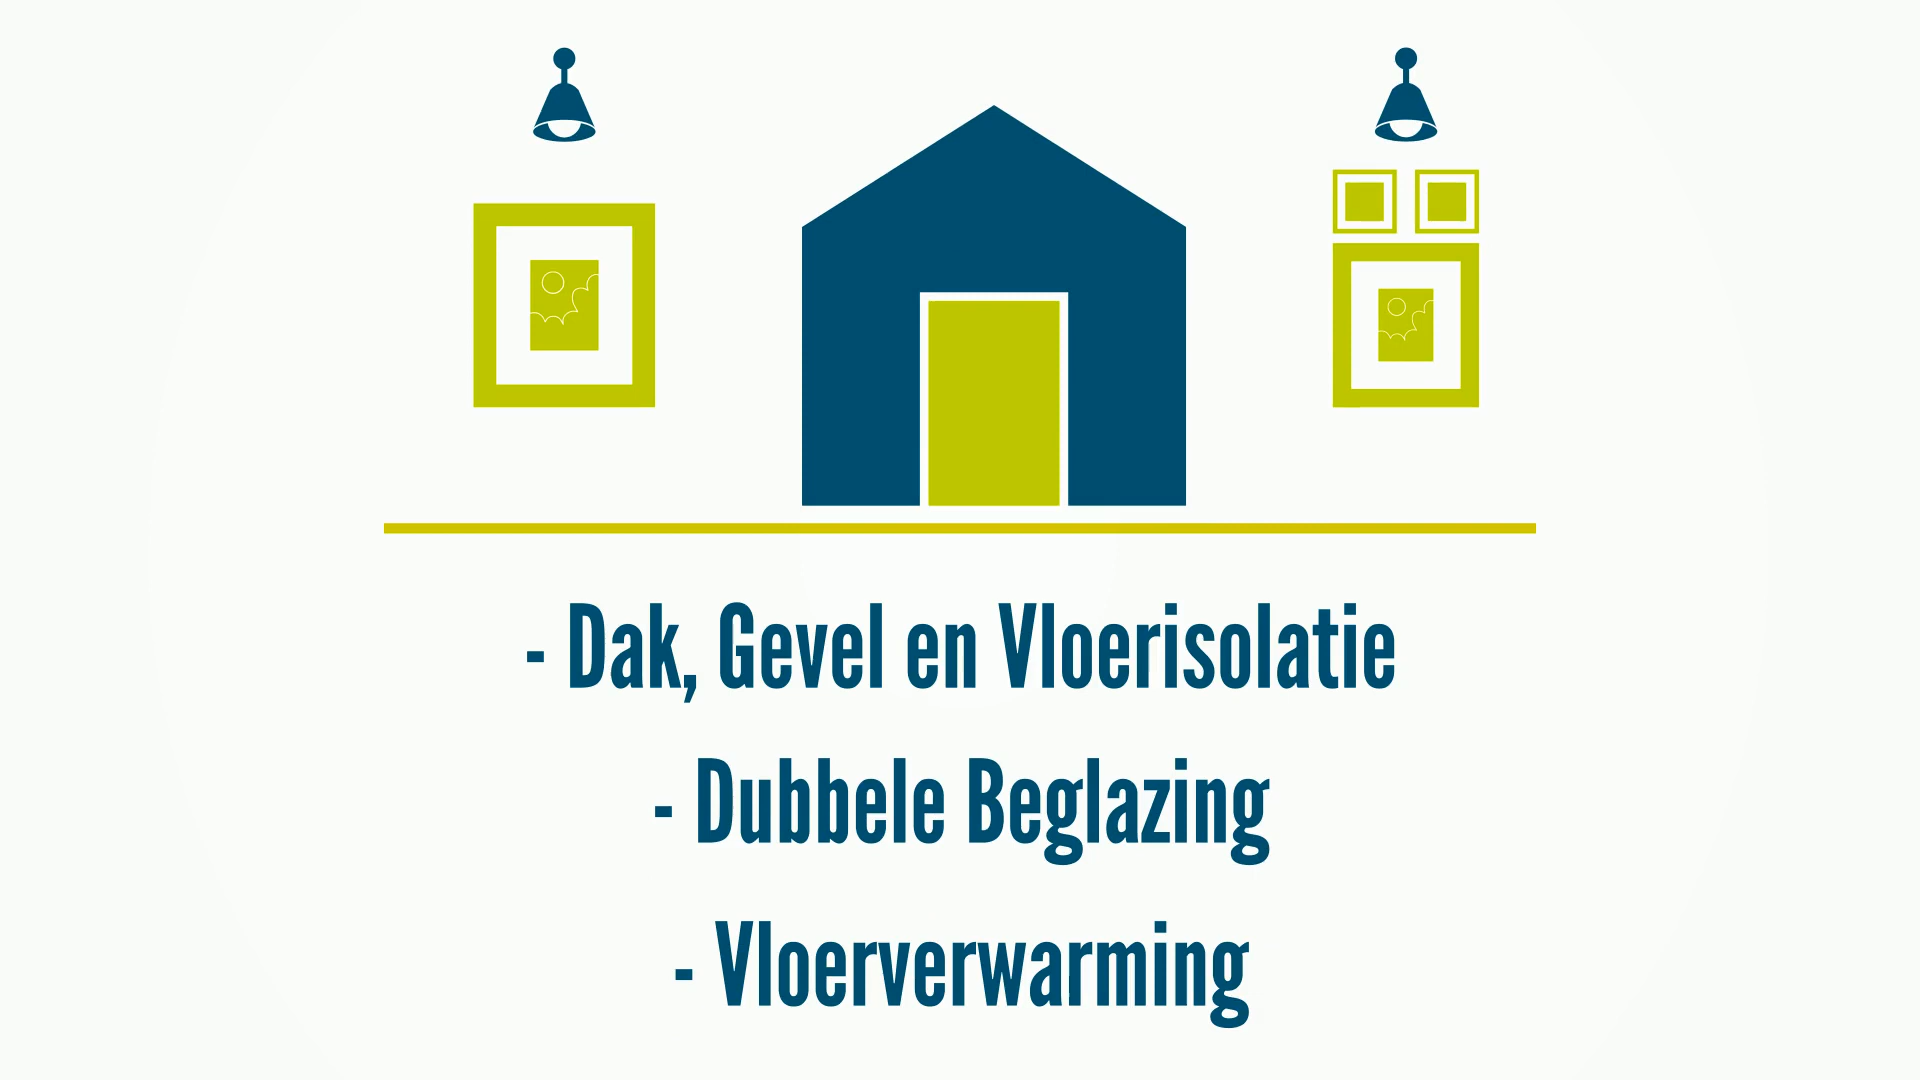 - Dak, Gevel en Vloerisolatie
- Dubbele Beglazing
- Vloerverwarming